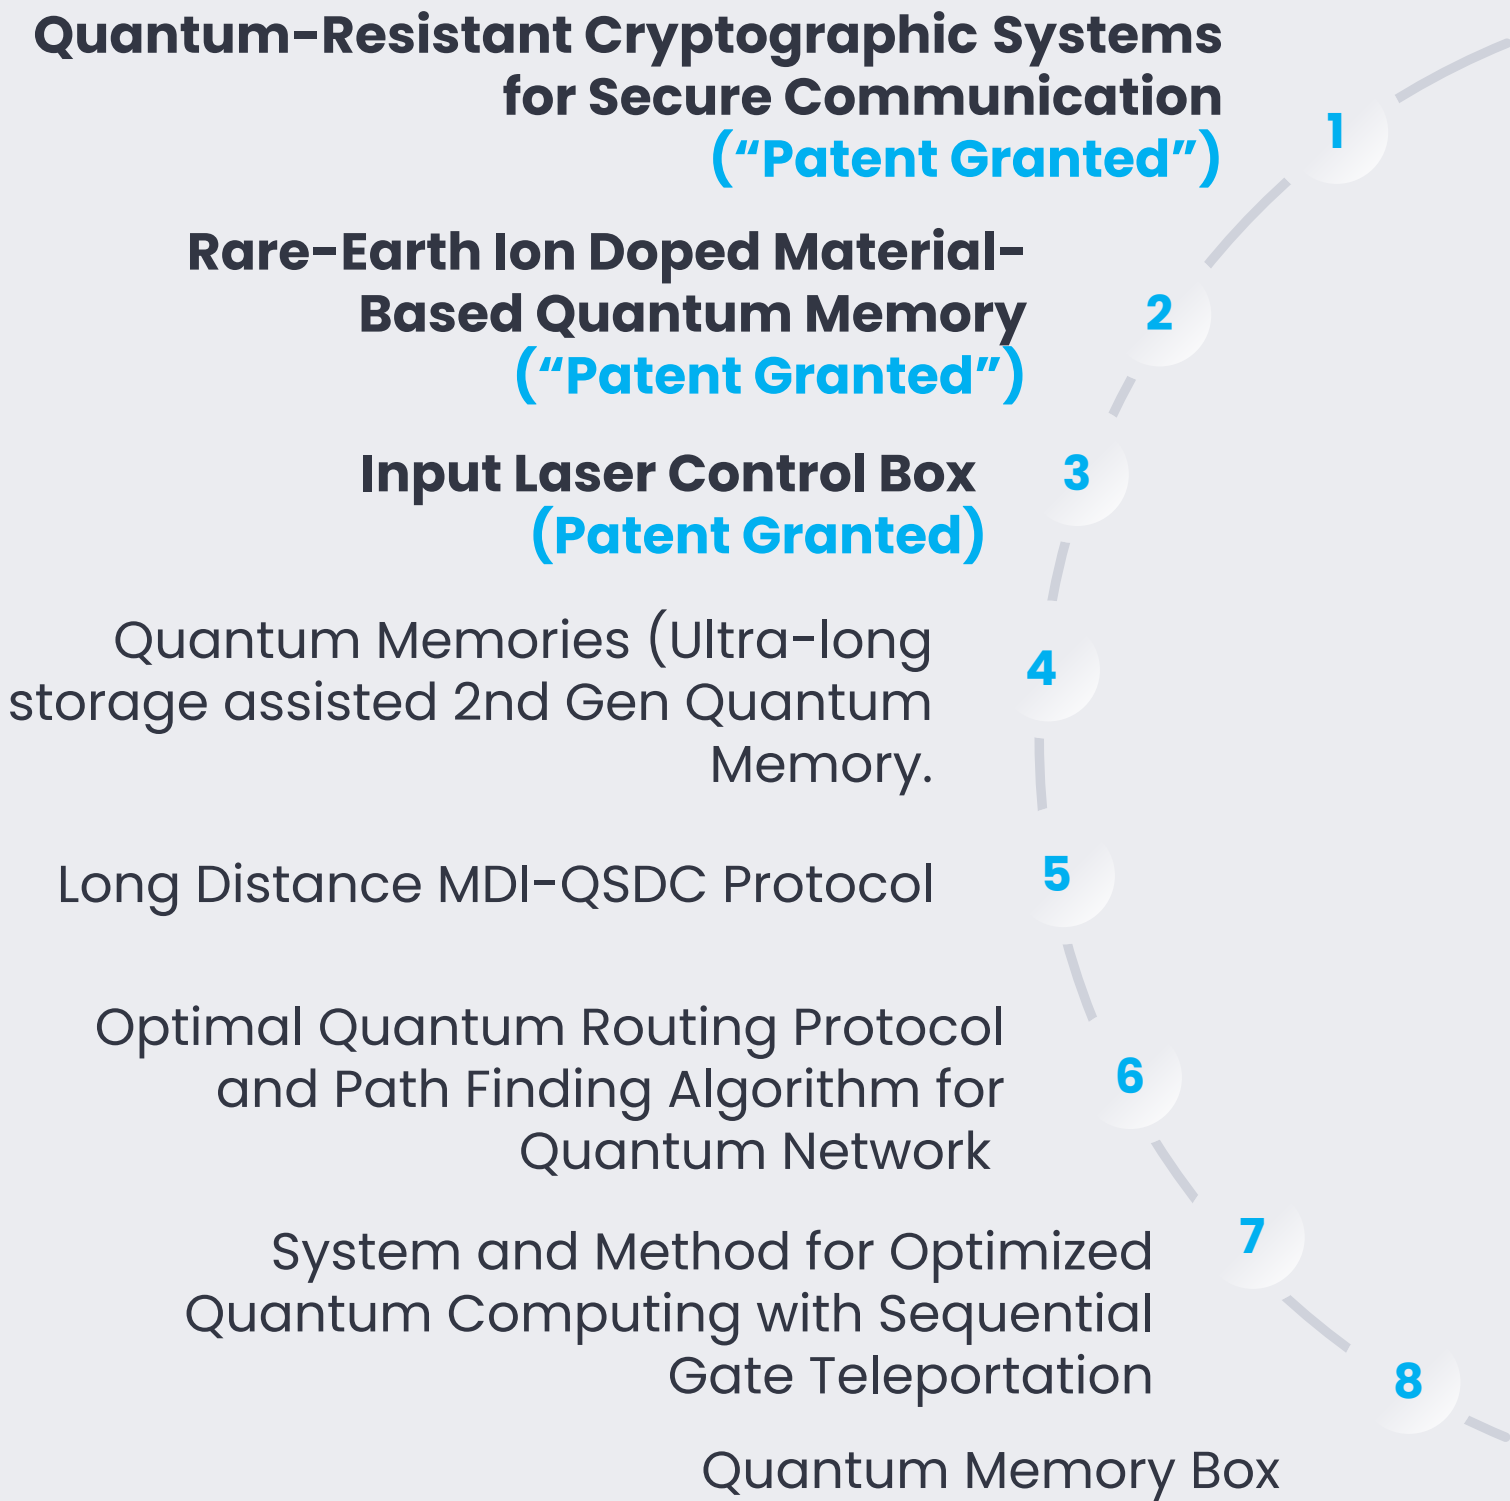 Quantum-Resistant Cryptographic Systems
for Secure Communication
(“Patent Granted”)
1
Rare-Earth Ion Doped Material-
Based Quantum Memory
(“Patent Granted”)
2
Input Laser Control Box
(Patent Granted)
3
Quantum Memories (Ultra-long
storage assisted 2nd Gen Quantum
Memory.
4
Long Distance MDI-QSDC Protocol
5
Optimal Quantum Routing Protocol
and Path Finding Algorithm for
Quantum Network
6
System and Method for Optimized
Quantum Computing with Sequential
Gate Teleportation
7
Quantum Memory Box
8